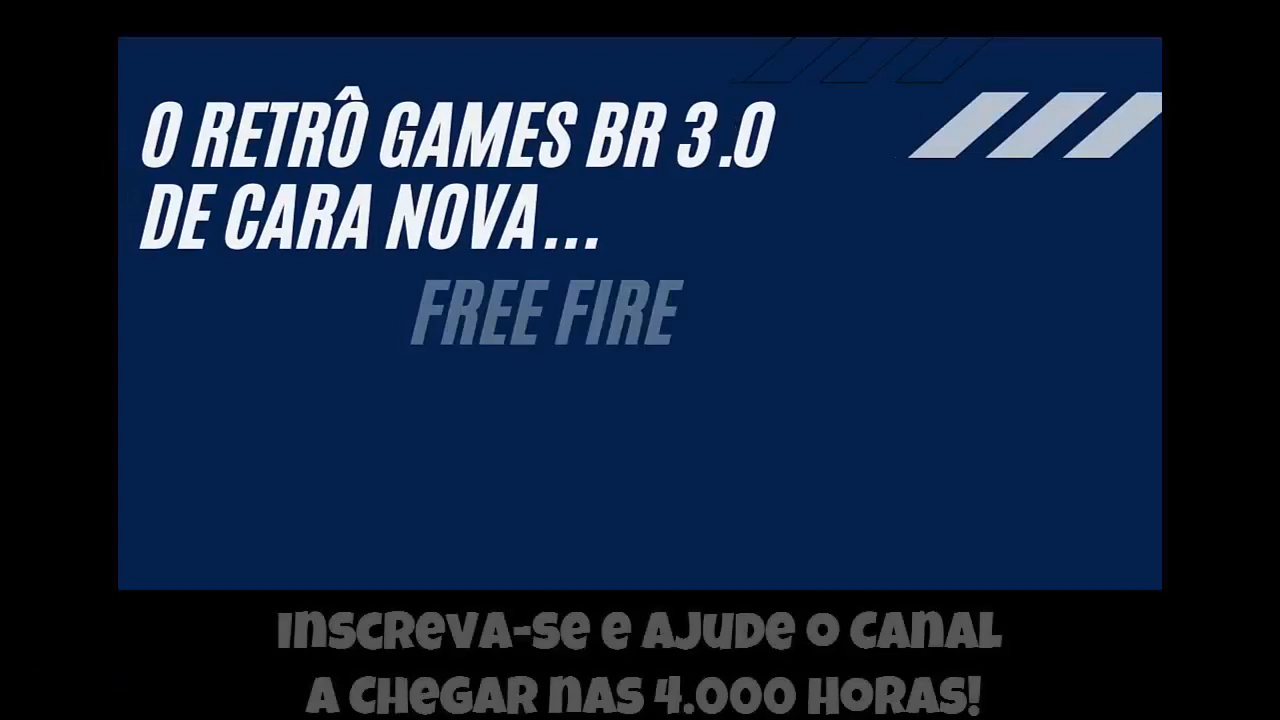 O RETRÔ GAMES BR 3.0
DE CARA NOVA...
FREE FIRE
INSCREVA-SE E AJUDE O CANAL
A CHEGAR NAS 4.000 HORAS!